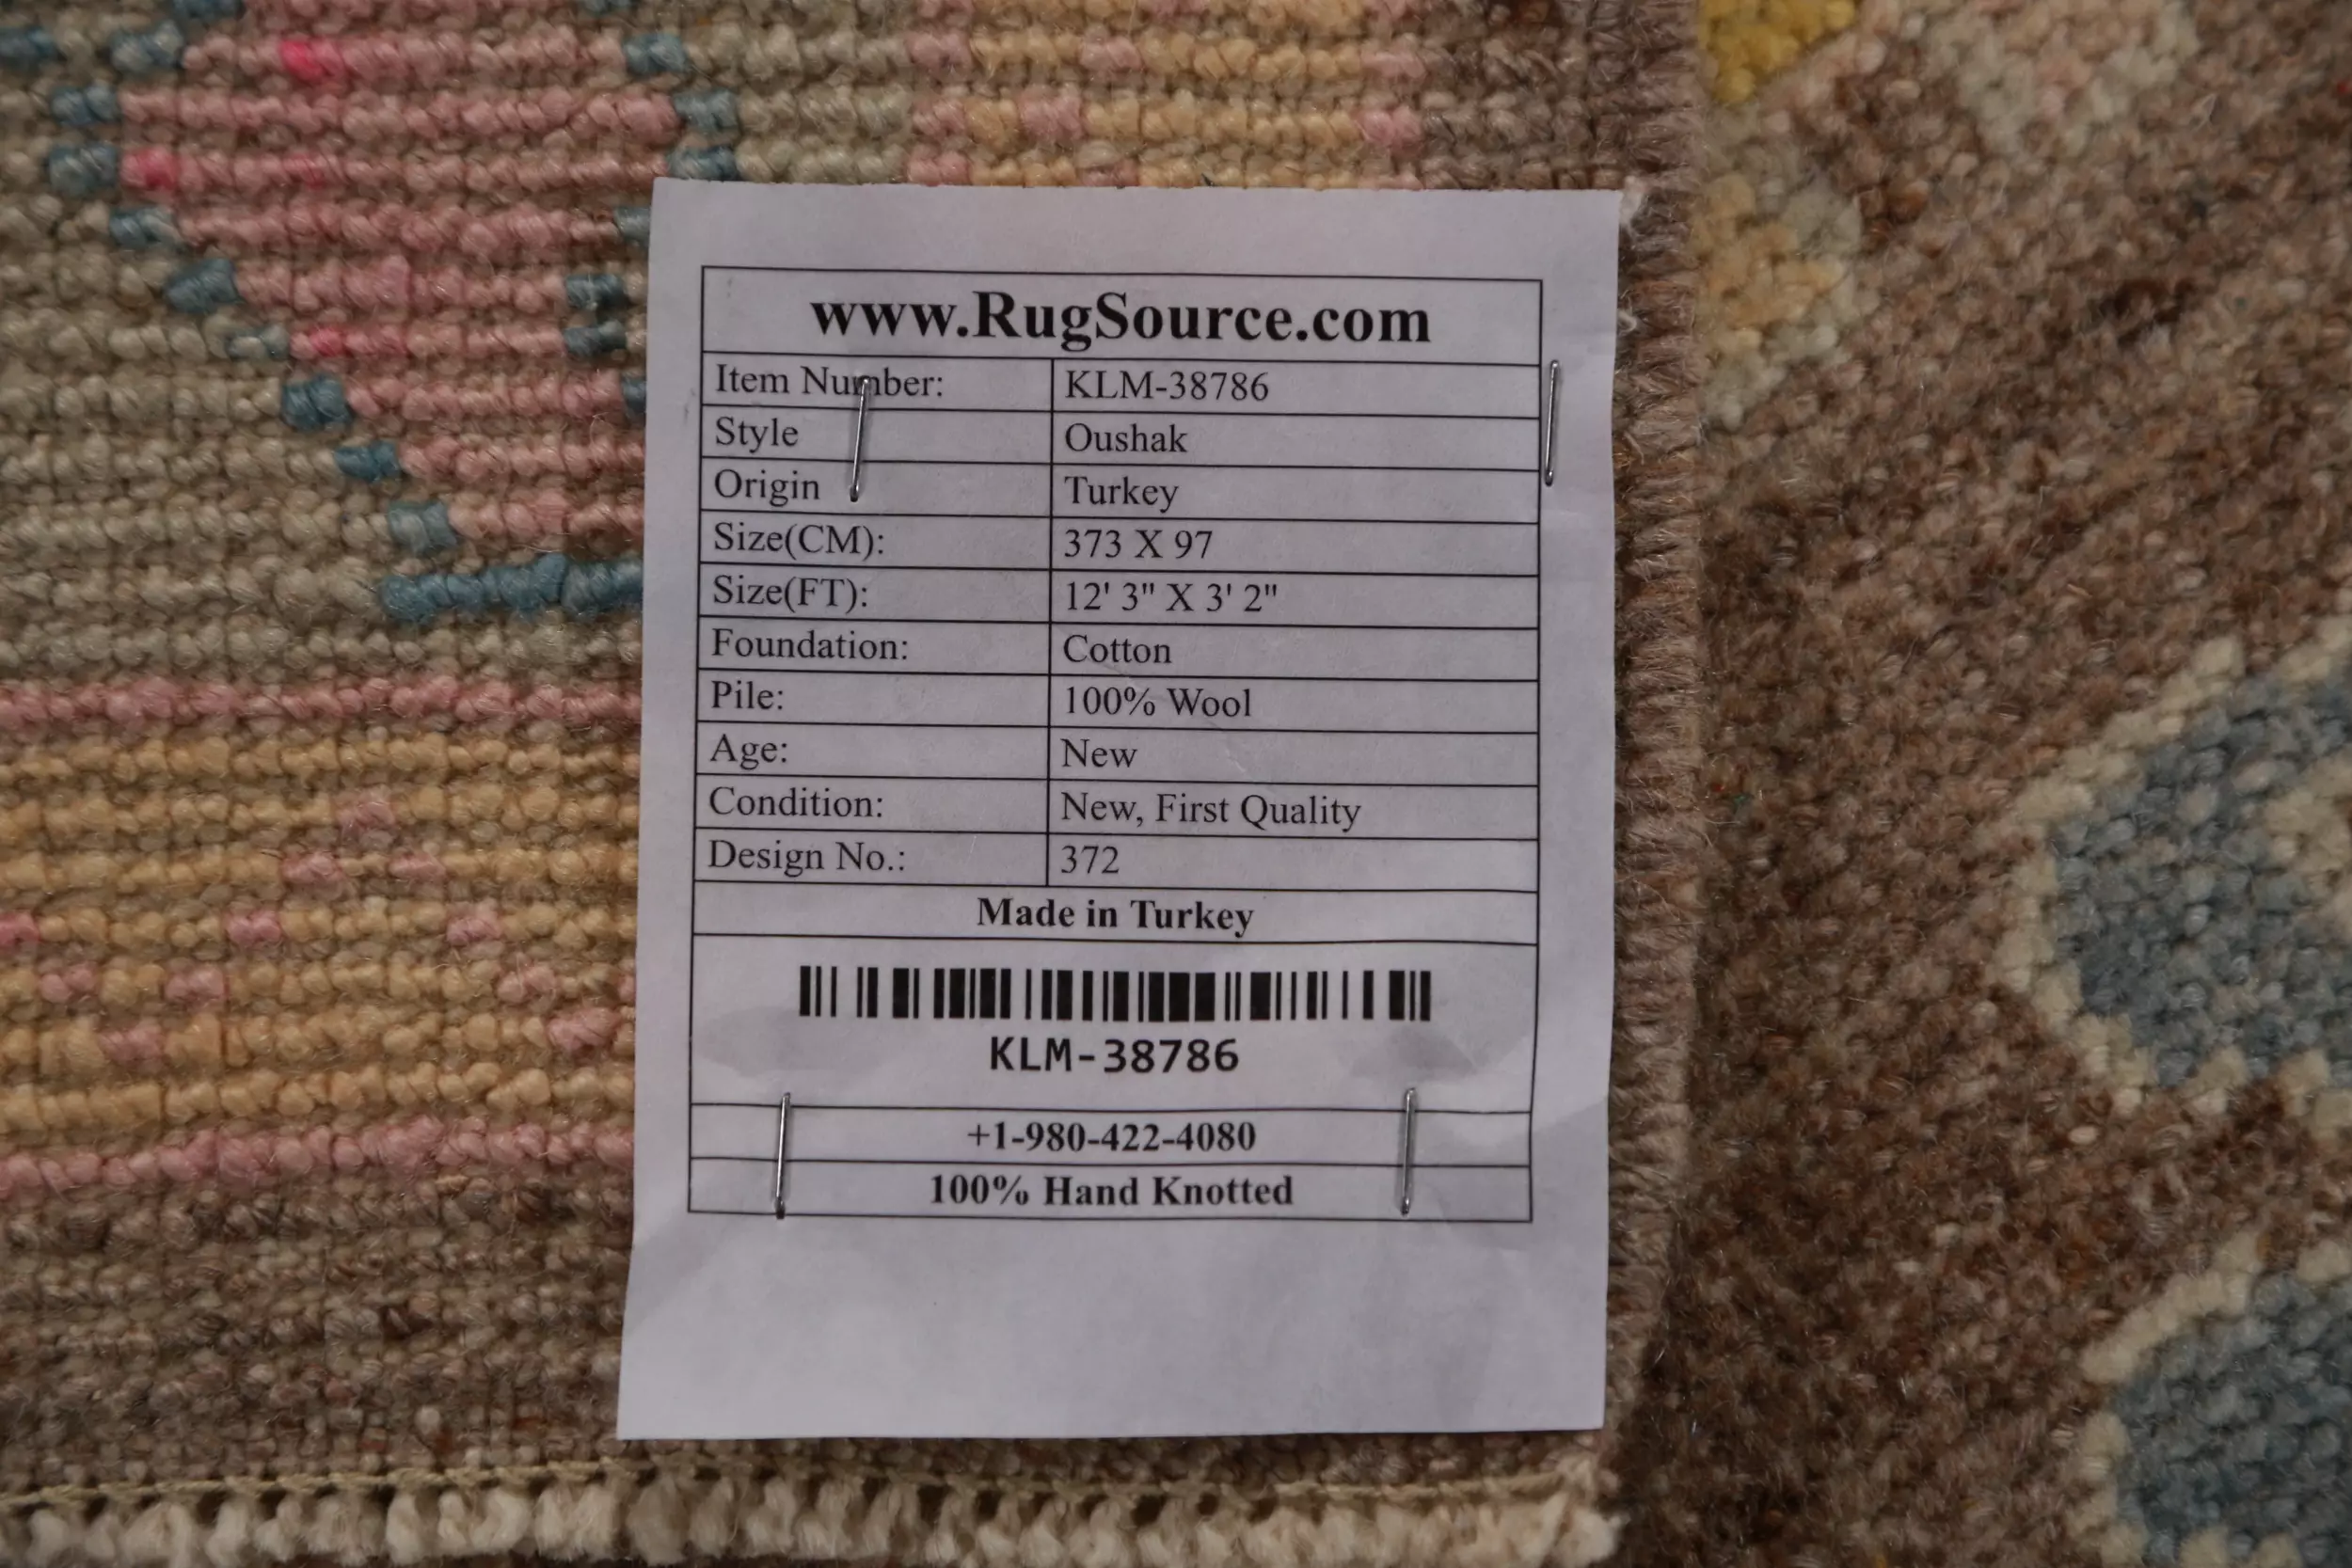 www.RugSource.com
Item Number: KLM-38786
Style Oushak
Origin Turkey
Size(CM): 373 X 97
Size(FT): 12' 3" X 3' 2"
Foundation: Cotton
Pile: 100% Wool
Age: New
Condition: New, First Quality
Design No.: 372
Made in Turkey
KLM-38786
+1-980-422-4080
100% Hand Knotted